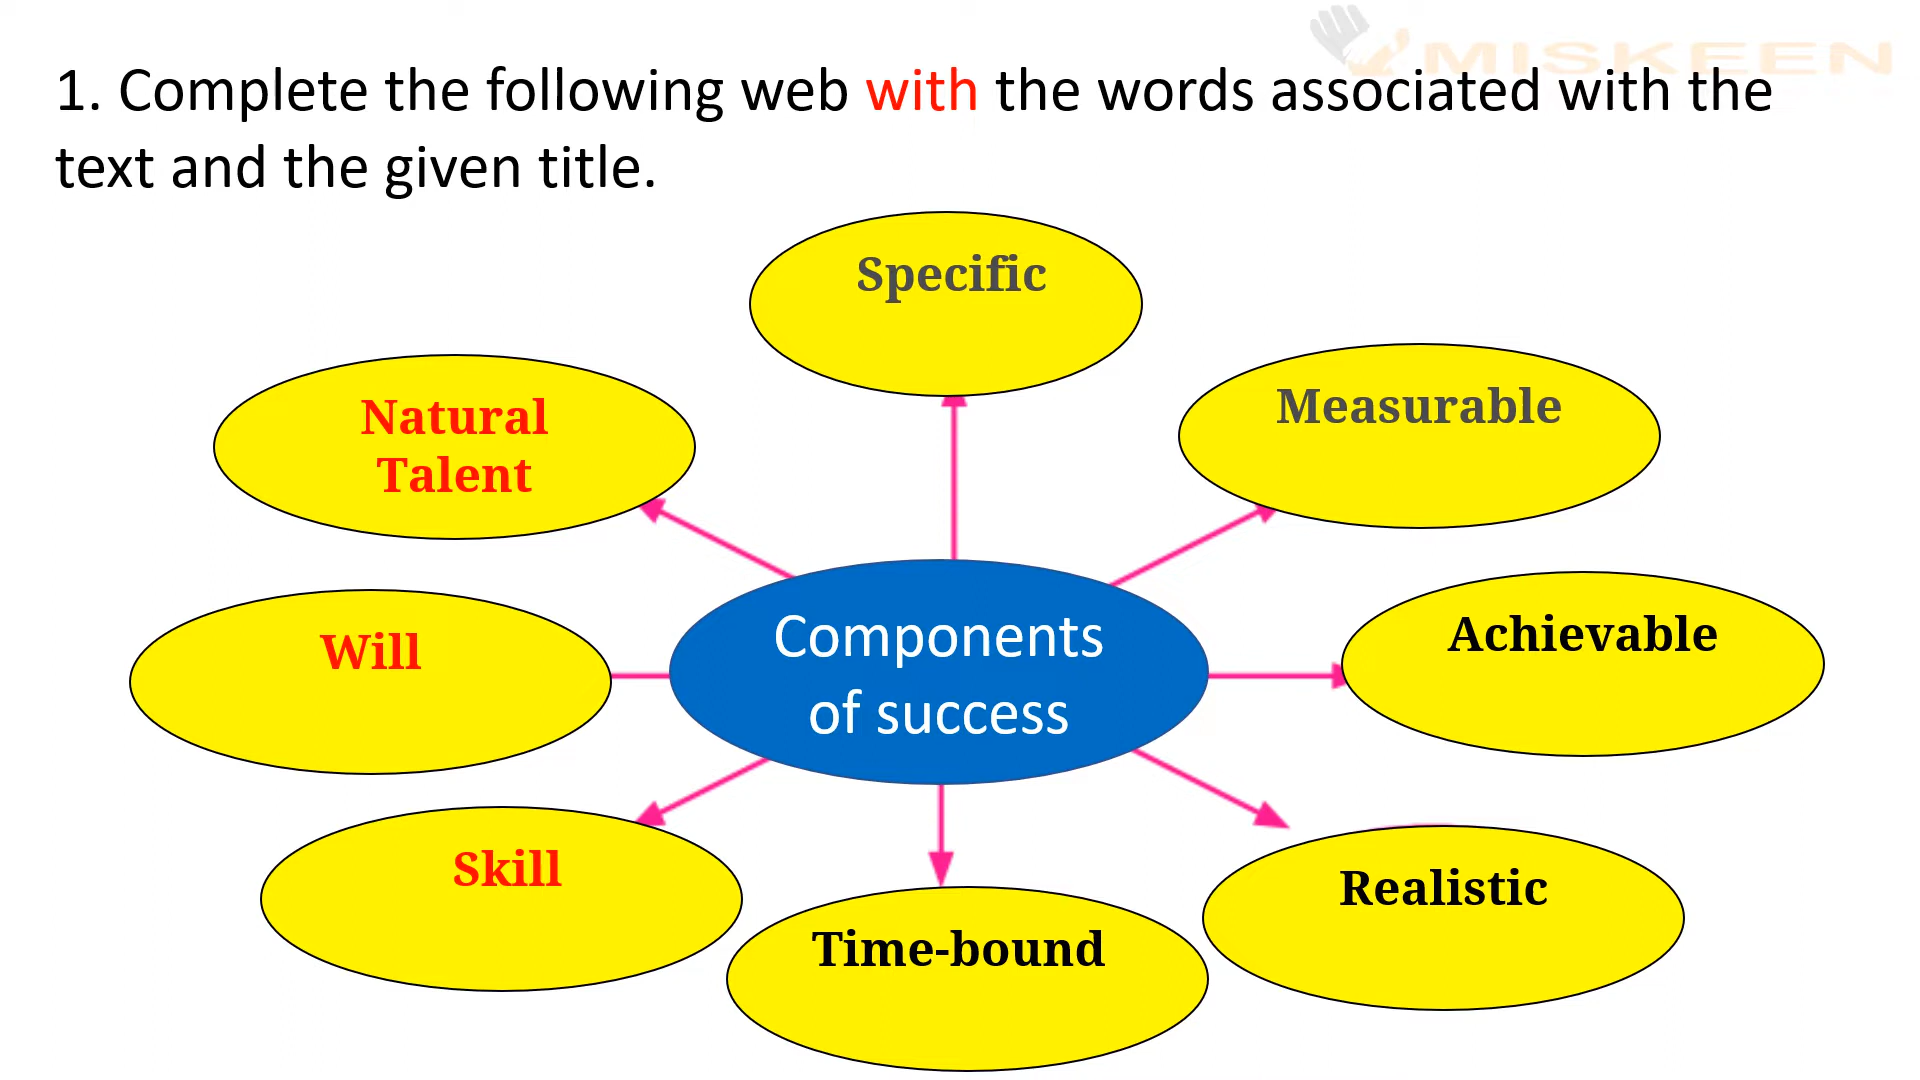 MISKEEN
1. Complete the following web with the words associated with the
text and the given title.
Specific
Measurable
Natural
Talent
Achievable
Will
Components
of success
Skill
Realistic
Time-bound